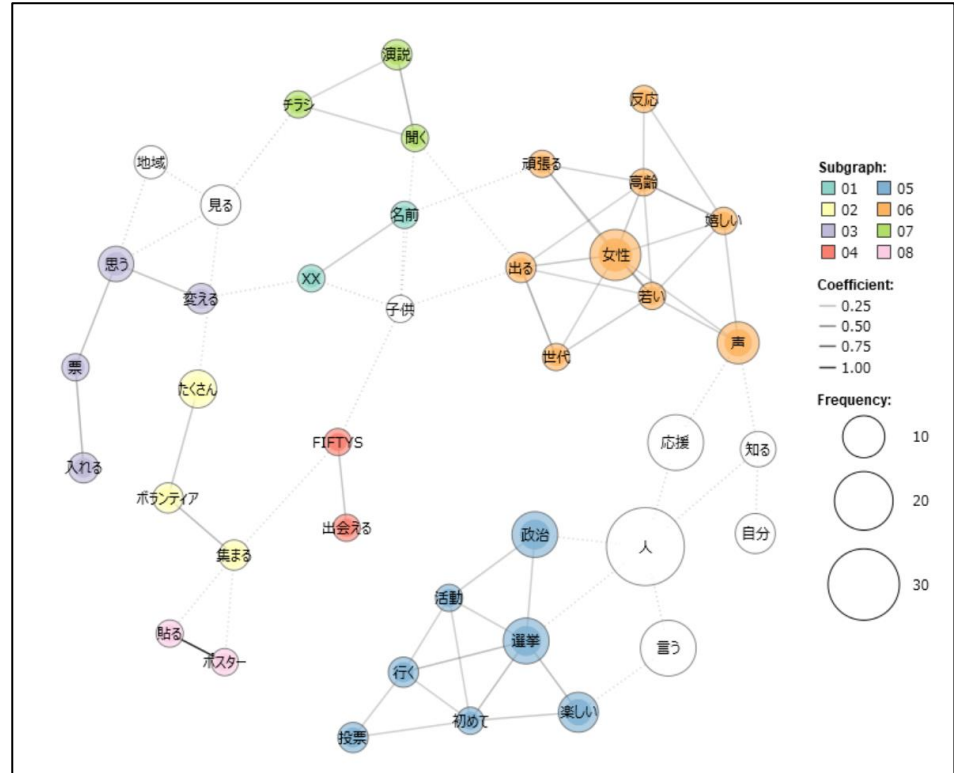 演説
チラシ
聞く
反応
地域
頑張る
高齢
見る
名前
嬉しい
思う
女性
XX
出る
変える
若い
子供
票
世代
声
たくさん
入れる
FIFTYS
応援
知る
ボランティア
出会える
政治
人
自分
集まる
活動
貼る
選挙
ポスター
行く
言う
初めて
楽しい
投票
Subgraph:
01 05
02 06
03 07
04 08
Coefficient:
0.25
0.50
0.75
1.00
Frequency:
10
20
30